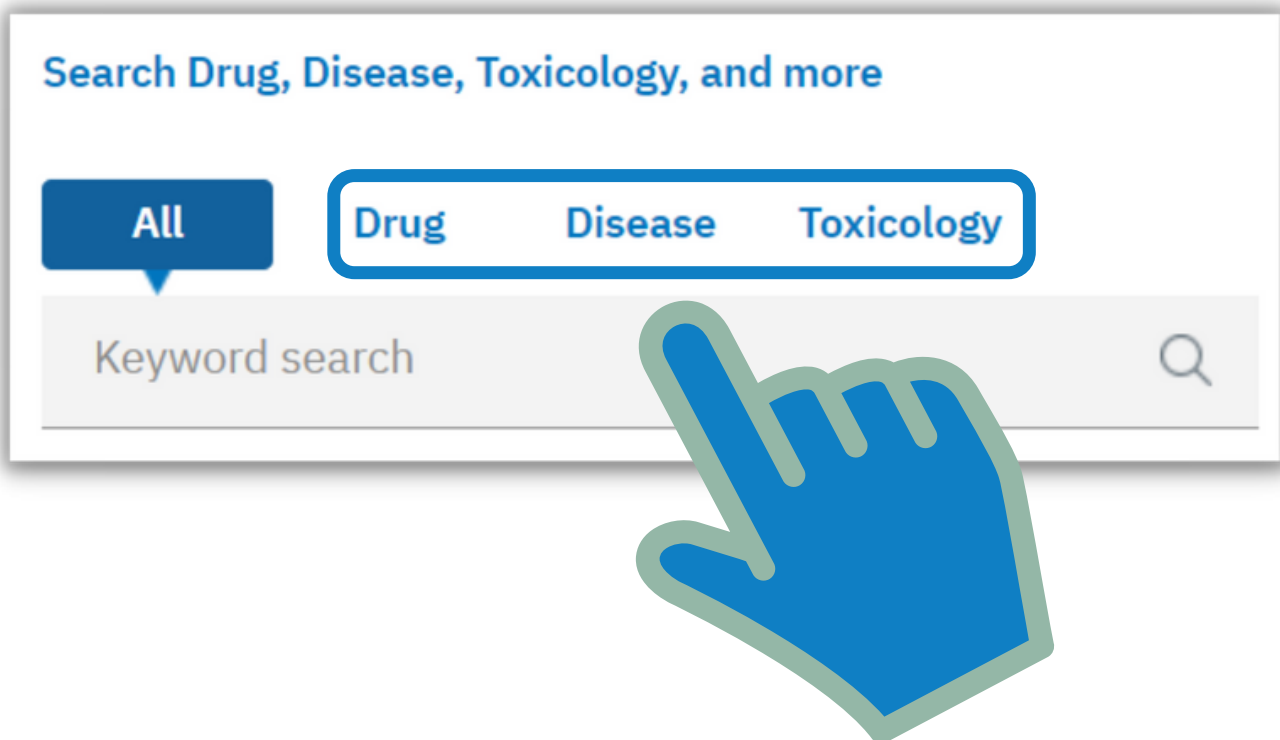 Search Drug, Disease, Toxicology, and more
All Drug Disease Toxicology
Keyword search